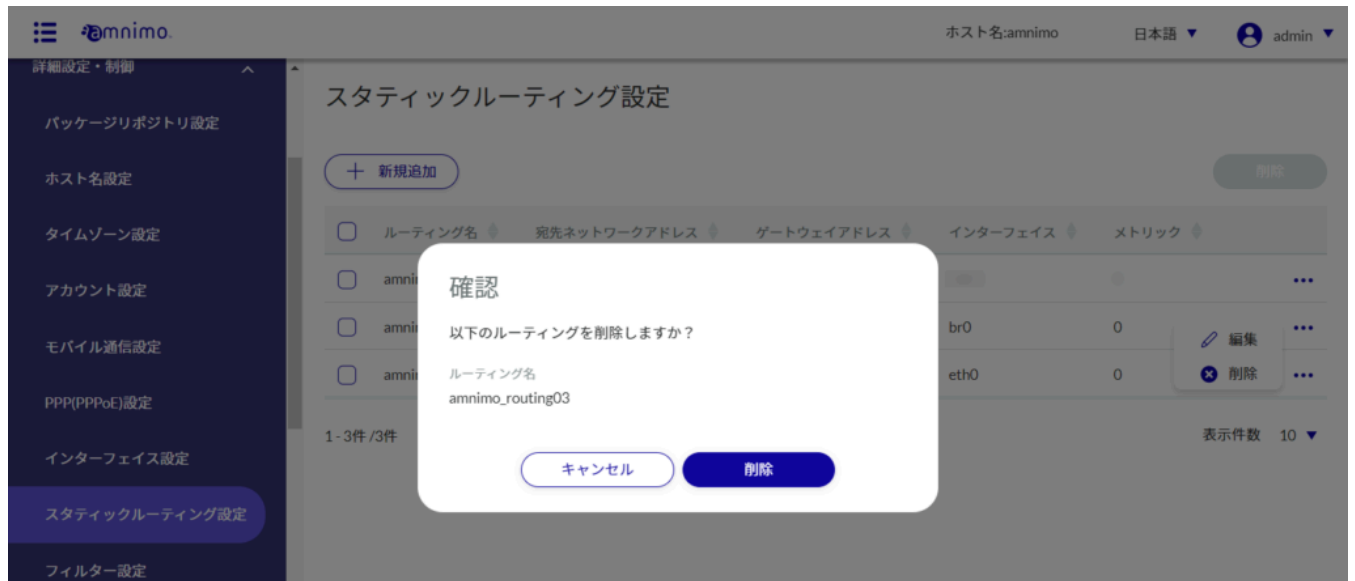 amnimo.
ホスト名:amnimo 日本語 ▼ admin ▼
詳細設定・制御
パッケージリポジトリ設定
ホスト名設定
タイムゾーン設定
アカウント設定
モバイル通信設定
PPP(PPPoE)設定
インターフェイス設定
スタティックルーティング設定
フィルター設定
スタティックルーティング設定
新規追加
削除
ルーティング名 宛先ネットワークアドレス ゲートウェイアドレス インターフェイス メトリック
br0 0
eth0 0
編集
削除
1 - 3件 /3件
表示件数 10 ▼
確認
以下のルーティングを削除しますか？
ルーティング名
amnimo_routing03
キャンセル
削除